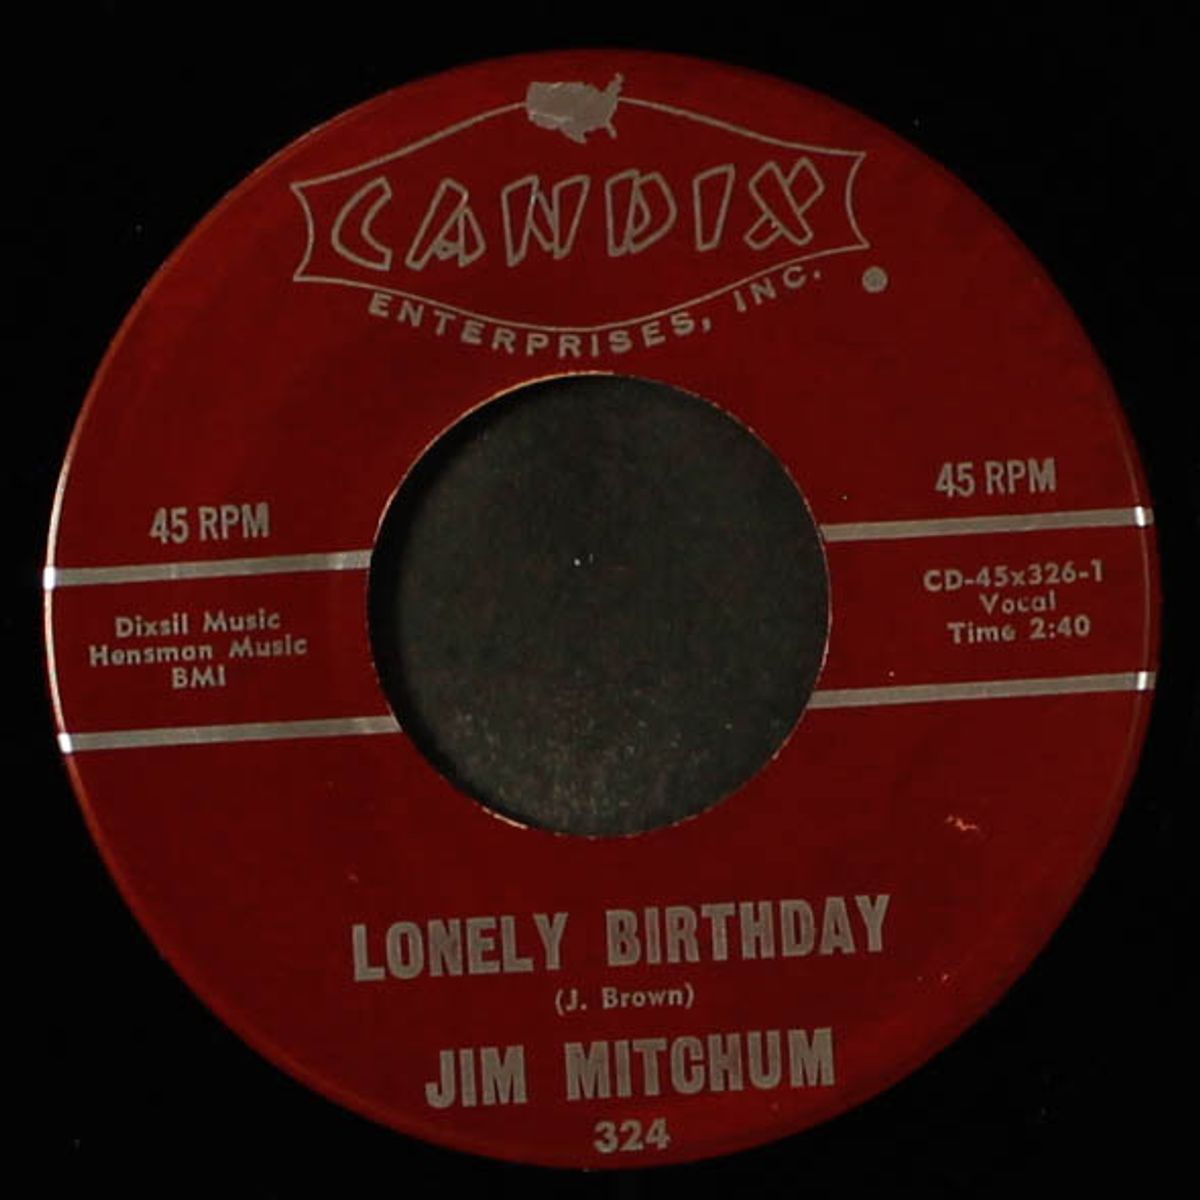 CANDIX
ENTERPRISES, INC.
45 RPM
45 RPM
Dixsil Music
Hensman Music
BMI
CD-45x326-1
Vocal
Time 2:40
LONELY BIRTHDAY
(J. Brown)
JIM MITCHUM
324